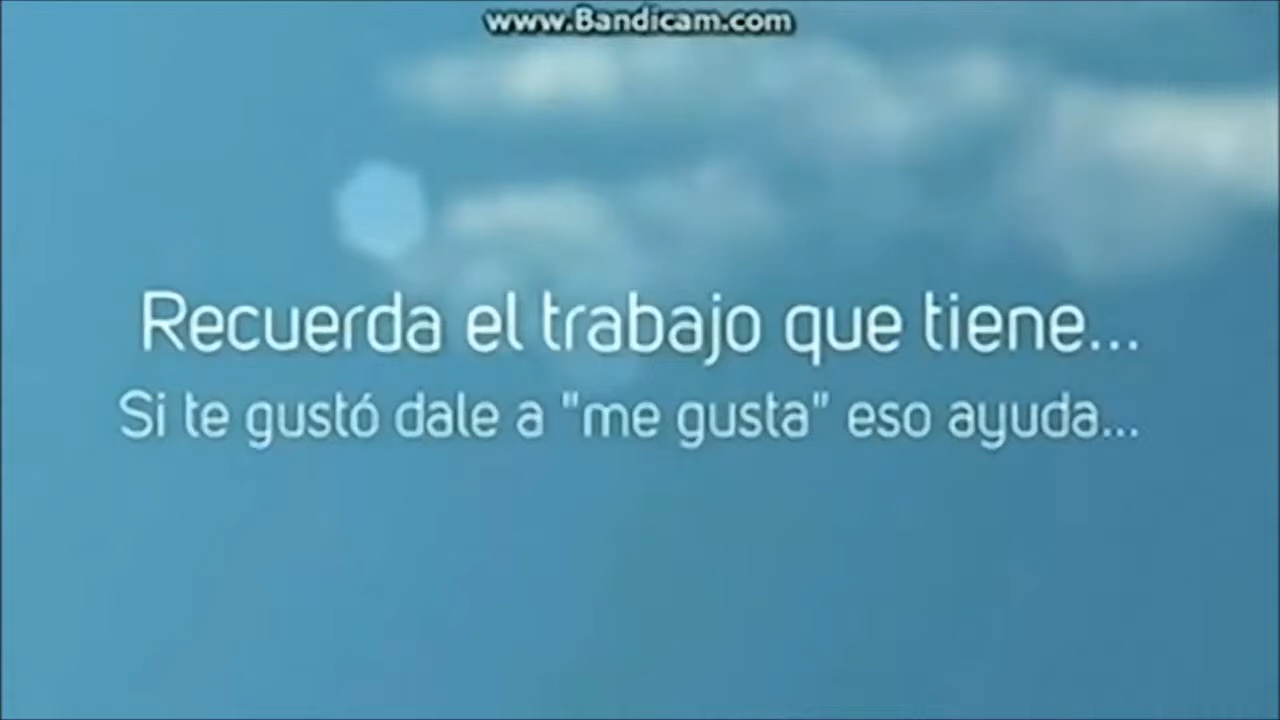 www.Bandicam.com
Recuerda el trabajo que tiene...
Si te gustó dale a "me gusta" eso ayuda...